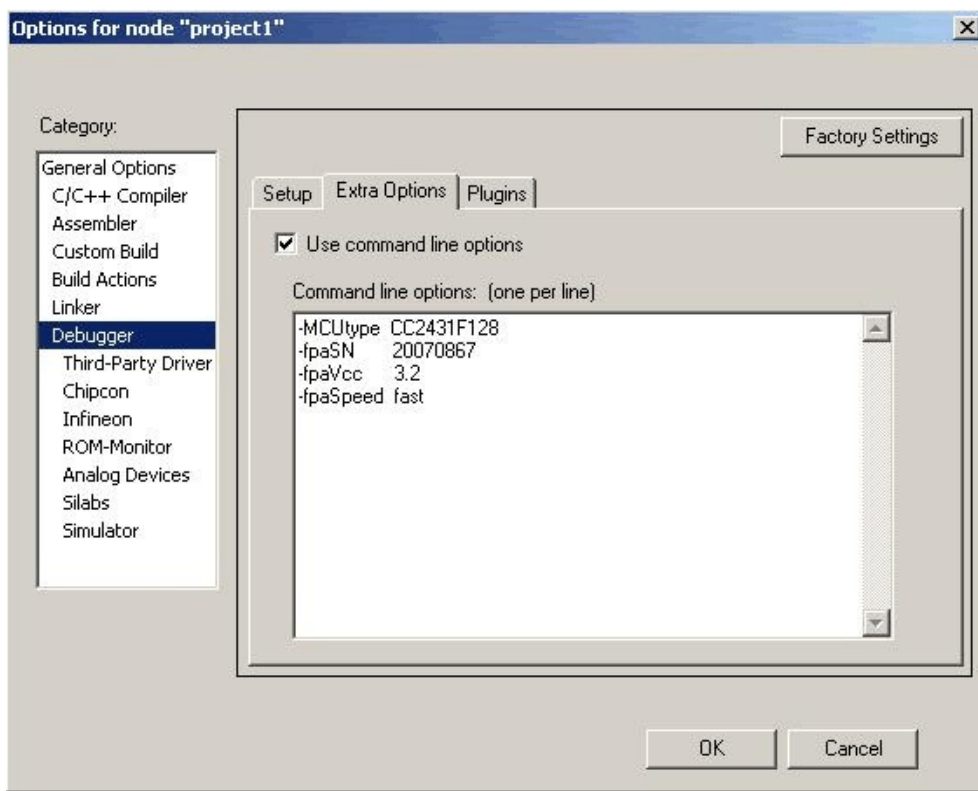 Options for node "project1"
Category:
General Options
C/C++ Compiler
Assembler
Custom Build
Build Actions
Linker
Debugger
Third-Party Driver
Chipcon
Infineon
ROM-Monitor
Analog Devices
Silabs
Simulator
Factory Settings
Setup Extra Options Plugins
Use command line options
Command line options: (one per line)
-MCUtype CC2431F128
-fpaSN 20070867
-fpaVcc 3.2
-fpaSpeed fast
OK Cancel